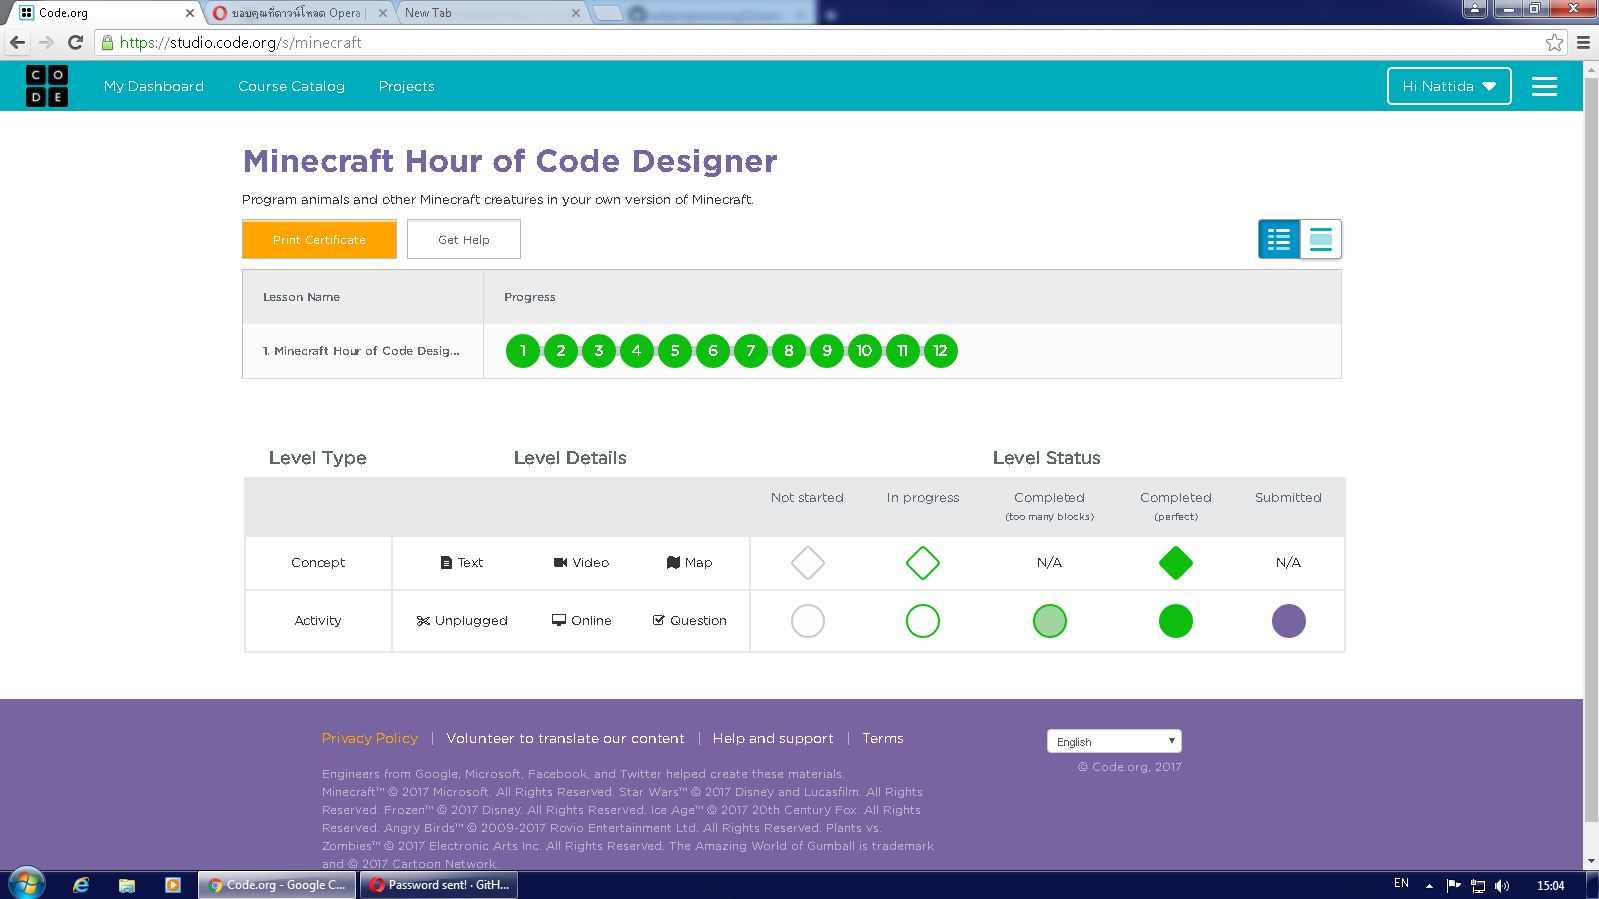 Code.org
ขอบคุณที่ดาวน์โหลด Opera |
New Tab
https://studio.code.org/s/minecraft
C O
D E
My Dashboard
Course Catalog
Projects
Hi Nattida
Minecraft Hour of Code Designer
Program animals and other Minecraft creatures in your own version of Minecraft.
Print Certificate
Get Help
Lesson Name
Progress
1. Minecraft Hour of Code Desig...
1 2 3 4 5 6 7 8 9 10 11 12
Level Type
Level Details
Level Status
Not started
In progress
Completed
(too many blocks)
Completed
(perfect)
Submitted
Concept
Text
Video
Map
N/A
N/A
Activity
Unplugged
Online
Question
Privacy Policy | Volunteer to translate our content | Help and support | Terms
English
© Code.org, 2017
Engineers from Google, Microsoft, Facebook, and Twitter helped create these materials.
Minecraft™ © 2017 Microsoft. All Rights Reserved. Star Wars™ © 2017 Disney and Lucasfilm. All Rights
Reserved. Frozen™ © 2017 Disney. All Rights Reserved. Ice Age™ © 2017 20th Century Fox. All Rights
Reserved. Angry Birds™ © 2009-2017 Rovio Entertainment Ltd. All Rights Reserved. Plants vs.
Zombies™ © 2017 Electronic Arts Inc. All Rights Reserved. The Amazing World of Gumball is trademark
and © 2017 Cartoon Network.
Code.org - Google C...
Password sent! · GitH...
EN
15:04